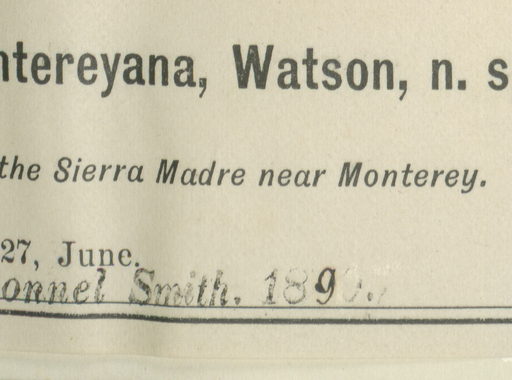 ntereyana, Watson, n. s
the Sierra Madre near Monterey.
27, June.
onnel Smith. 189